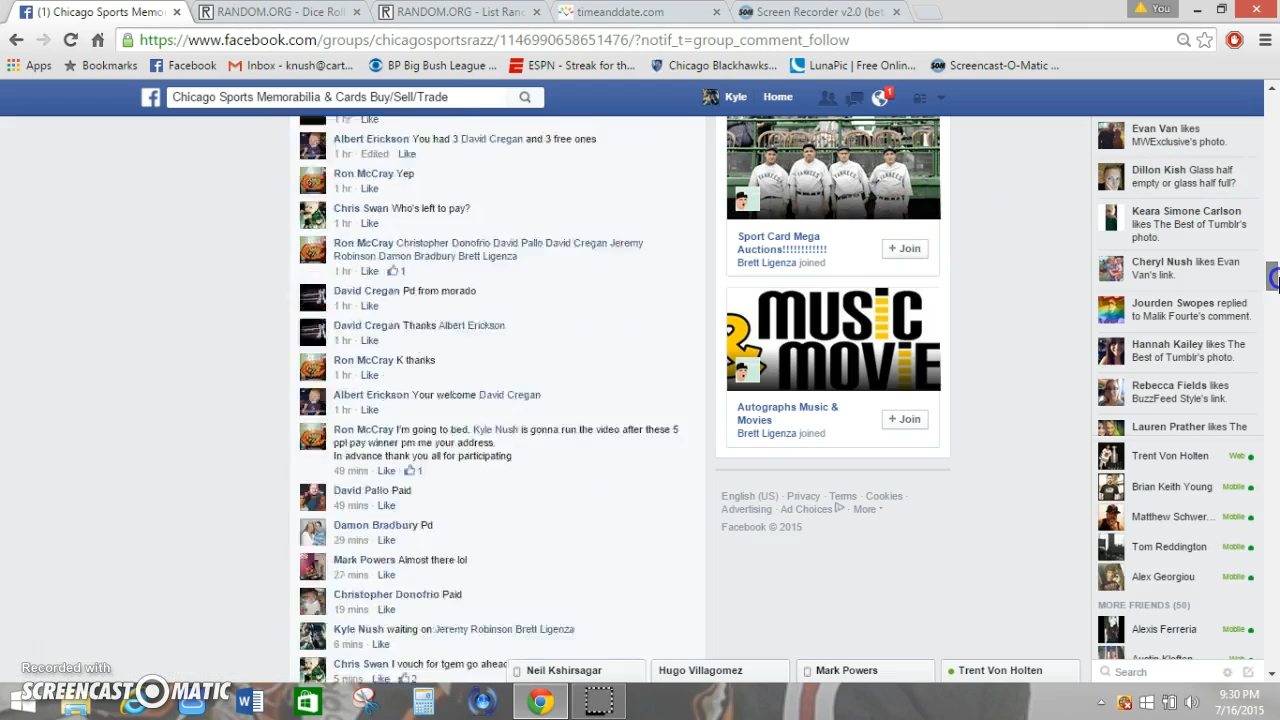 (1) Chicago Sports Memo
RANDOM.ORG - Dice Roll
RANDOM.ORG - List Ran
timeanddate.com
Screen Recorder v2.0 (bet
You
https://www.facebook.com/groups/chicagosportsrazz/1146990658651476/?notif_t=group_comment_follow
Apps
Bookmarks
Facebook
Inbox - knush@cart...
BP Big Bush League ...
ESPN - Streak for th...
Chicago Blackhawks...
LunaPic | Free Onlin...
Screencast-O-Matic ...
Chicago Sports Memorabilia & Cards Buy/Sell/Trade
Kyle
Home
1
Like
Albert Erickson You had 3 David Cregan and 3 free ones
1 hr · Edited · Like
Ron McCray Yep
1 hr · Like
Chris Swan Who's left to pay?
1 hr · Like
Ron McCray Christopher Donofrio David Pallo David Cregan Jeremy
Robinson Damon Bradbury Brett Ligenza
1 hr · Like · 1
David Cregan Pd from morado
1 hr · Like
David Cregan Thanks Albert Erickson
1 hr · Like
Ron McCray K thanks
1 hr · Like ·
Albert Erickson Your welcome David Cregan
1 hr · Like
Ron McCray I'm going to bed. Kyle Nush is gonna run the video after these 5
ppl pay winner pm me your address.
In advance thank you all for participating
49 mins · Like · 1
David Pallo Paid
49 mins · Like
Damon Bradbury Pd
29 mins · Like
Mark Powers Almost there lol
27 mins · Like
Christopher Donofrio Paid
19 mins · Like
Kyle Nush waiting on Jeremy Robinson Brett Ligenza
6 mins · Like
Chris Swan I vouch for tgem go ahead
5 mins · Like
Sport Card Mega
Auctions!!!!!!!!!!!!
Brett Ligenza joined
+ Join
MUSIC
& MOVIE
Autographs Music &
Movies
Brett Ligenza joined
+ Join
English (US) · Privacy · Terms · Cookies ·
Advertising · Ad Choices · More
Facebook © 2015
Evan Van likes
MWExclusive's photo.
Dillon Kish Glass half
empty or glass half full?
Keara Simone Carlson
likes The Best of Tumblr's
photo.
Cheryl Nush likes Evan
Van's link.
Jourden Swopes replied
to Malik Fourte's comment.
Hannah Kailey likes The
Best of Tumblr's photo.
Rebecca Fields likes
BuzzFeed Style's link.
Lauren Prather likes The
Trent Von Holten Web
Brian Keith Young Mobile
Matthew Schwer... Mobile
Tom Reddington Mobile
Alex Georgiou Mobile
MORE FRIENDS (50)
Alexis Ferreria
Search
Neil Kshirsagar
Hugo Villagomez
Mark Powers
Trent Von Holten
Recorded with
SCREENCAST-O-MATIC
9:30 PM
7/16/2015